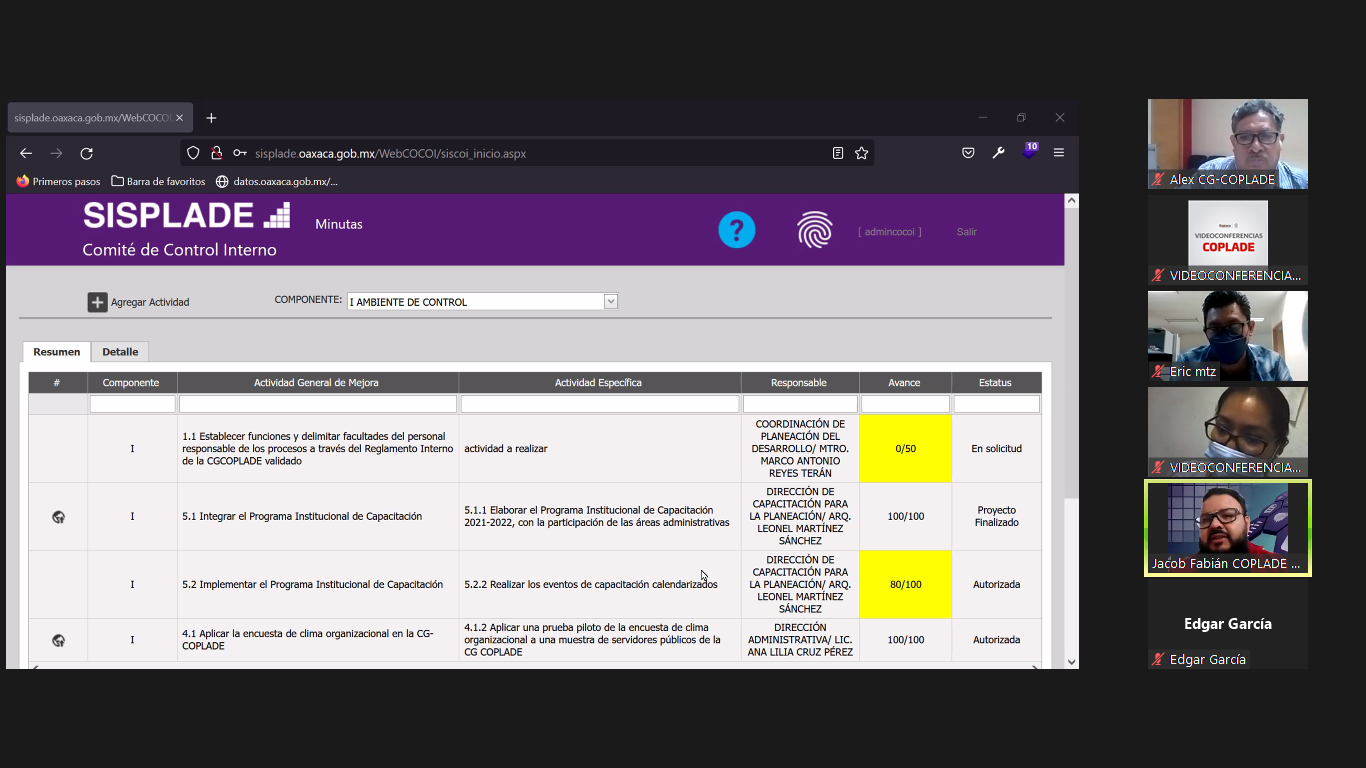 sisplade.oaxaca.gob.mx/WebCOCO
sisplade.oaxaca.gob.mx/WebCOCOI/siscoi_inicio.aspx
10
Primeros pasos
Barra de favoritos
datos.oaxaca.gob.mx/...
SISPLADE
Minutas
Comité de Control Interno
?
[ admincocoi ]
Salir
Agregar Actividad
COMPONENTE:
I AMBIENTE DE CONTROL
Resumen
Detalle
# Componente Actividad General de Mejora Actividad Específica Responsable Avance Estatus
I
1.1 Establecer funciones y delimitar facultades del personal
responsable de los procesos a través del Reglamento Interno
de la CGCOPLADE validado
actividad a realizar
COORDINACIÓN DE
PLANEACIÓN DEL
DESARROLLO/ MTRO.
MARCO ANTONIO
REYES TERÁN
0/50
En solicitud
I
5.1 Integrar el Programa Institucional de Capacitación
5.1.1 Elaborar el Programa Institucional de Capacitación
2021-2022, con la participación de las áreas administrativas
DIRECCIÓN DE
CAPACITACIÓN PARA
LA PLANEACIÓN/ ARQ.
LEONEL MARTÍNEZ
SÁNCHEZ
100/100
Proyecto
Finalizado
I
5.2 Implementar el Programa Institucional de Capacitación
5.2.2 Realizar los eventos de capacitación calendarizados
DIRECCIÓN DE
CAPACITACIÓN PARA
LA PLANEACIÓN/ ARQ.
LEONEL MARTÍNEZ
SÁNCHEZ
80/100
Autorizada
I
4.1 Aplicar la encuesta de clima organizacional en la CG-
COPLADE
4.1.2 Aplicar una prueba piloto de la encuesta de clima
organizacional a una muestra de servidores públicos de la
CG COPLADE
DIRECCIÓN
ADMINISTRATIVA/ LIC.
ANA LILIA CRUZ PÉREZ
100/100
Autorizada
Alex CG-COPLADE
VIDEOCONFERENCIAS
COPLADE
VIDEOCONFERENCIA...
Eric mtz
VIDEOCONFERENCIA...
Jacob Fabián COPLADE ...
Edgar García
Edgar García